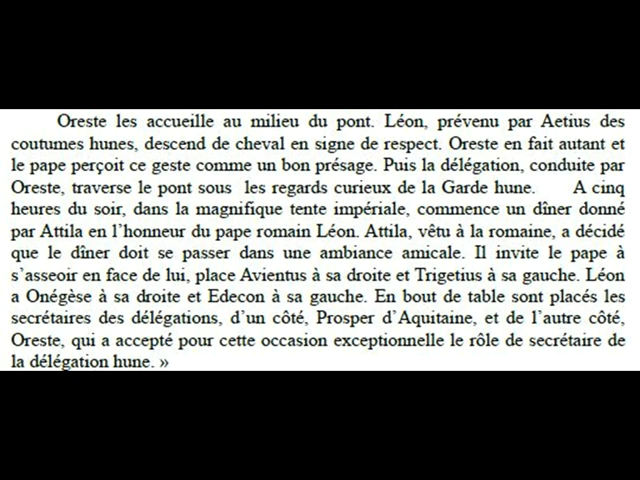 Oreste les accueille au milieu du pont. Léon, prévenu par Aetius des
coutumes hunes, descend de cheval en signe de respect. Oreste en fait autant et
le pape perçoit ce geste comme un bon présage. Puis la délégation, conduite par
Oreste, traverse le pont sous les regards curieux de la Garde hune. A cinq
heures du soir, dans la magnifique tente impériale, commence un dîner donné
par Attila en l’honneur du pape romain Léon. Attila, vêtu à la romaine, a décidé
que le dîner doit se passer dans une ambiance amicale. Il invite le pape à
s’asseoir en face de lui, place Avientus à sa droite et Trigetius à sa gauche. Léon
a Onégèse à sa droite et Edecon à sa gauche. En bout de table sont placés les
secrétaires des délégations, d’un côté, Prosper d’Aquitaine, et de l’autre côté,
Oreste, qui a accepté pour cette occasion exceptionnelle le rôle de secrétaire de
la délégation hune. »